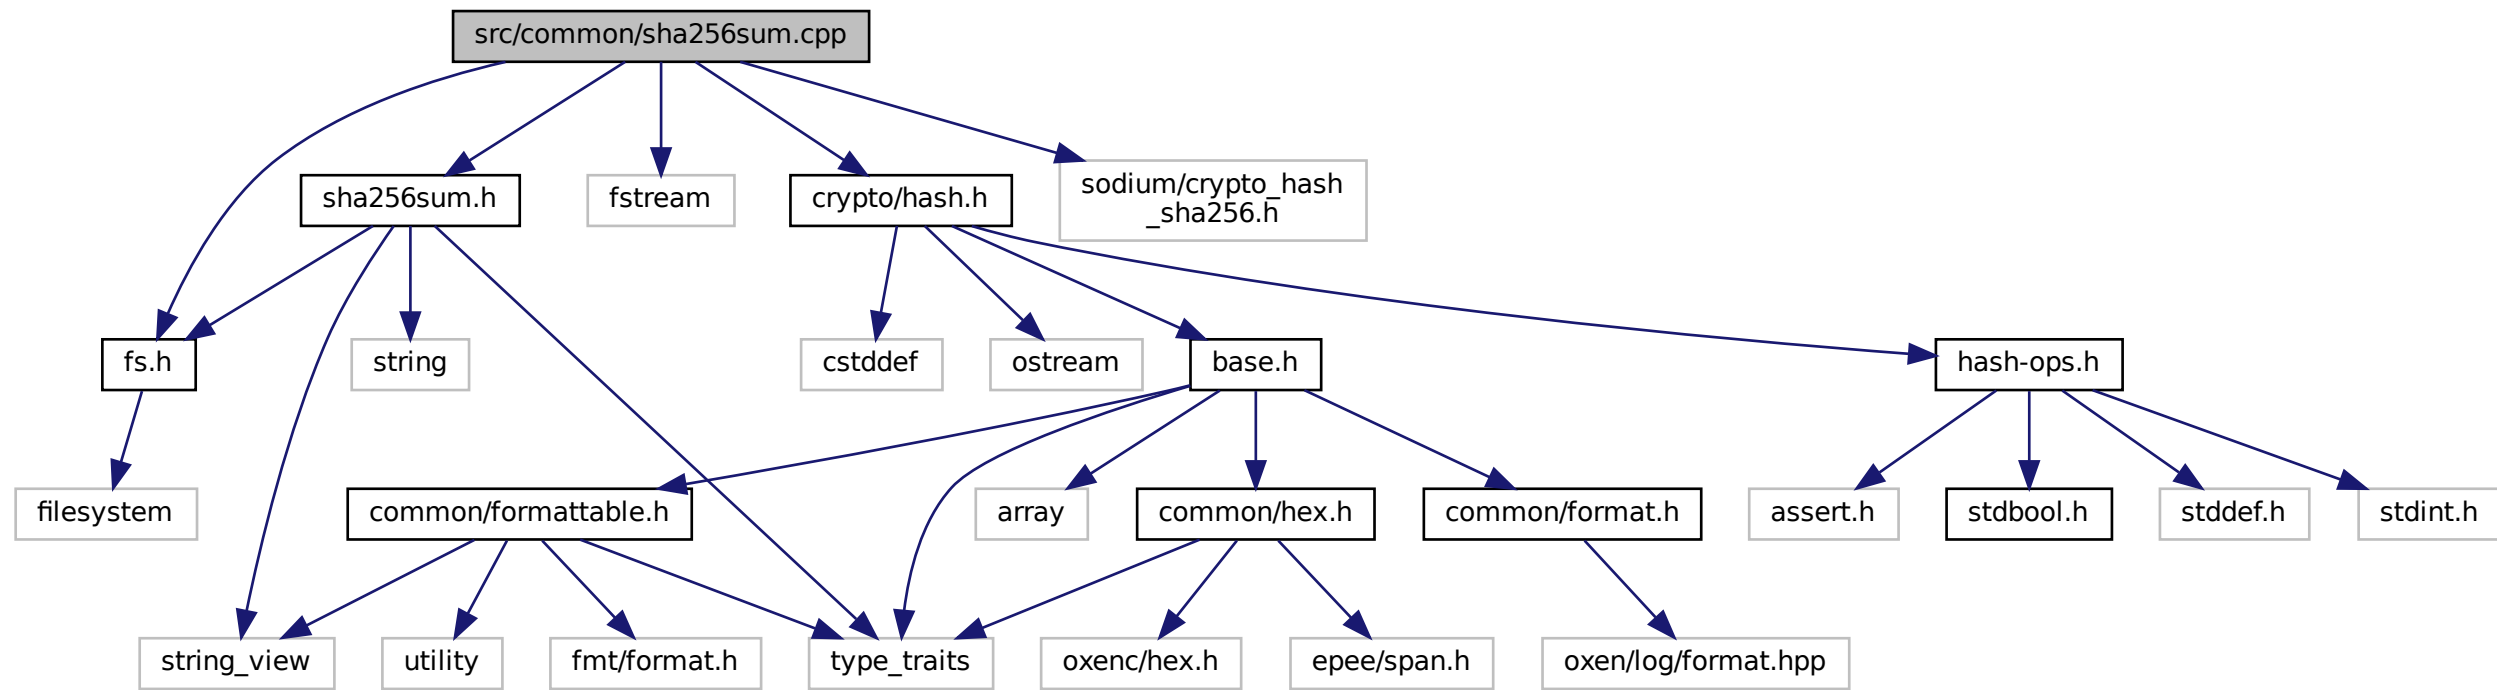 src/common/sha256sum.cpp
sha256sum.h
fstream
crypto/hash.h
sodium/crypto_hash
_sha256.h
fs.h
string
cstddef
ostream
base.h
hash-ops.h
filesystem
common/formattable.h
array
common/hex.h
common/format.h
assert.h
stdbool.h
stddef.h
stdint.h
string_view
utility
fmt/format.h
type_traits
oxenc/hex.h
epee/span.h
oxen/log/format.hpp